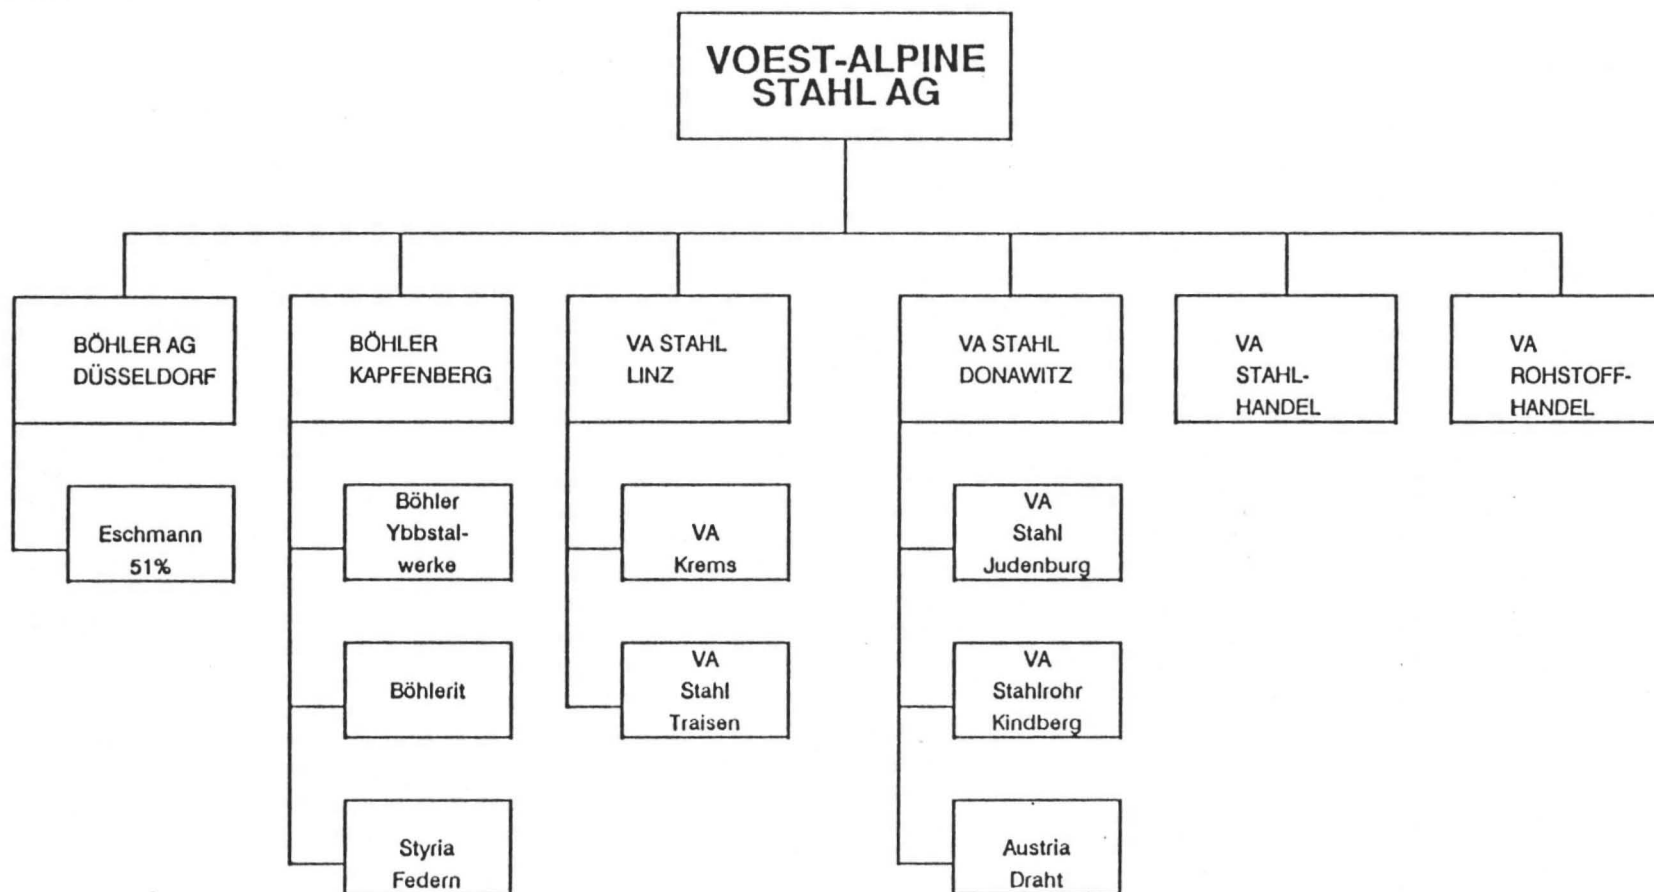 VOEST-ALPINE
STAHL AG
BÖHLER AG
DÜSSELDORF
BÖHLER
KAPFENBERG
VA STAHL
LINZ
VA STAHL
DONAWITZ
VA
STAHL-
HANDEL
VA
ROHSTOFF-
HANDEL
Eschmann
51%
Böhler
Ybbstal-
werke
VA
Krems
VA
Stahl
Judenburg
Böhlerit
VA
Stahl
Traisen
VA
Stahlrohr
Kindberg
Styria
Federn
Austria
Draht